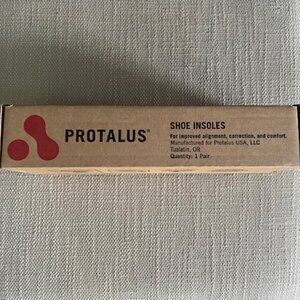 PROTALUS®
SHOE INSOLES
For improved alignment, correction, and comfort.
Manufactured for Protalus USA, LLC
Tualatin, OR
Quantity: 1 Pair